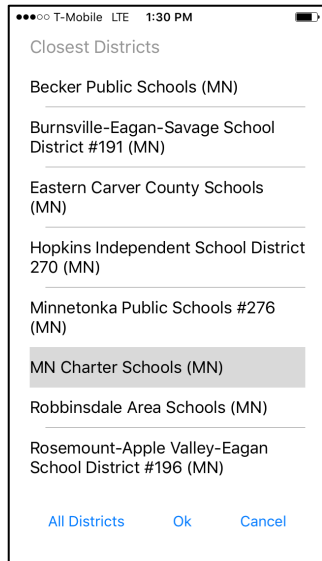 ●●●○○ T-Mobile LTE 1:30 PM
Closest Districts
Becker Public Schools (MN)
Burnsville-Eagan-Savage School
District #191 (MN)
Eastern Carver County Schools
(MN)
Hopkins Independent School District
270 (MN)
Minnetonka Public Schools #276
(MN)
MN Charter Schools (MN)
Robbinsdale Area Schools (MN)
Rosemount-Apple Valley-Eagan
School District #196 (MN)
All Districts Ok Cancel